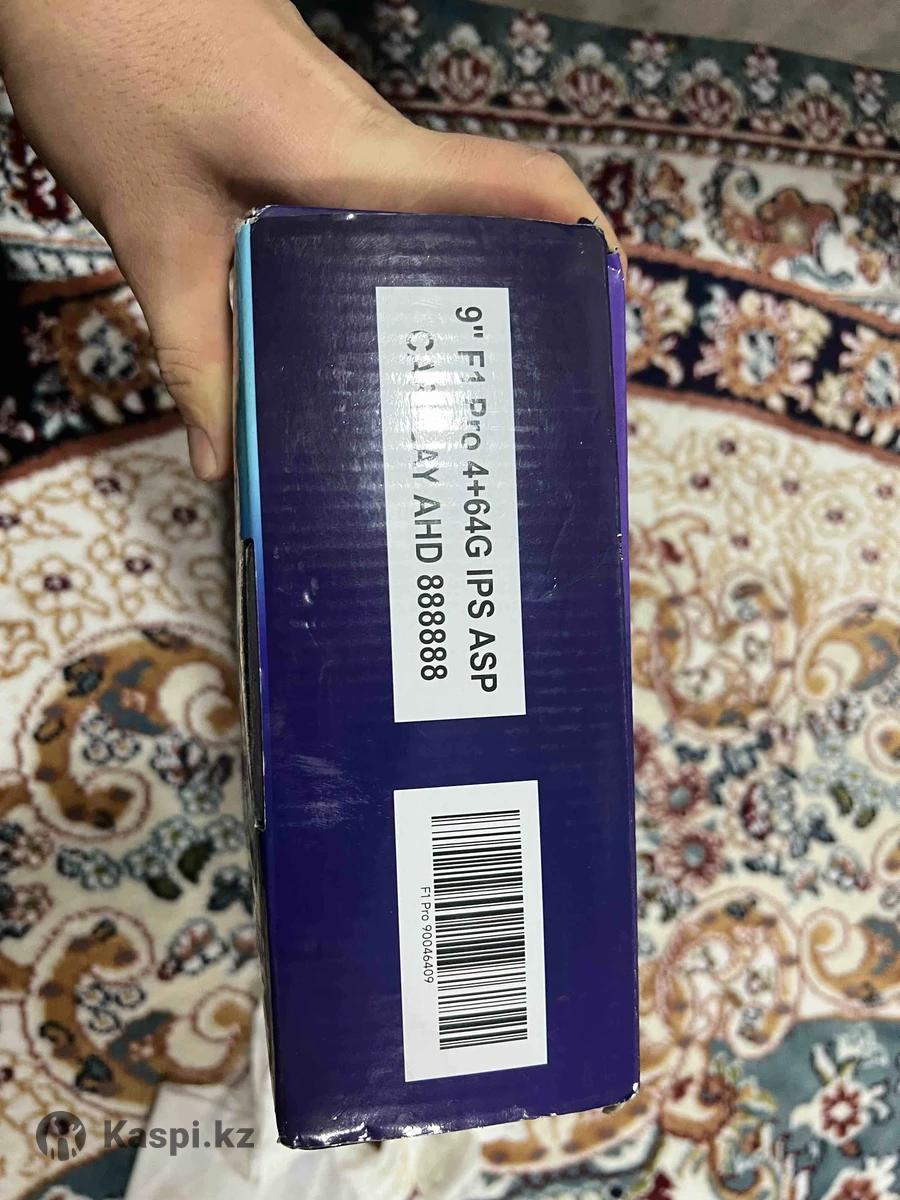 9" F1 Pro 4+64G IPS ASP
AHD 888888
F1 Pro 90046409
Kaspi.kz